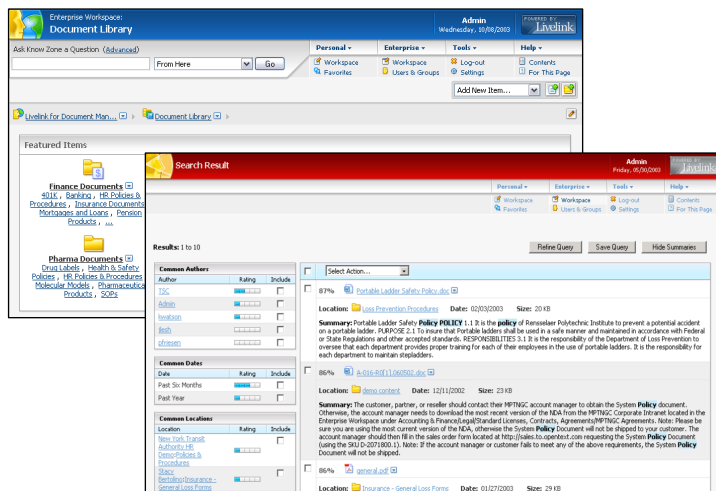 Enterprise Workspace:
Document Library
Admin
Wednesday, 10/08/2003
POWERED BY
Livelink
Ask Know Zone a Question (Advanced)
From Here
Go
Personal
Enterprise
Tools
Help
Workspace
Workspace
Log-out
Contents
Favorites
Users & Groups
Settings
For This Page
Add New Item...
Livelink for Document Man...
Document Library
Featured Items
Finance Documents
401K , Banking , HR Policies &
Procedures , Insurance Documents
Mortgages and Loans , Pension
Products , ...
Pharma Documents
Drug Labels , Health & Safety
Policies , HR Policies & Procedures
Molecular Models , Pharmaceutica
Products , SOPs
Search Result
Admin
Friday, 05/30/2003
POWERED BY
Livelink
Personal
Enterprise
Tools
Help
Workspace
Workspace
Log-out
Contents
Favorites
Users & Groups
Settings
For This Page
Results: 1 to 10
Refine Query
Save Query
Hide Summaries
Common Authors
Author Rating Include
TSC
Admin
kwatson
ilesh
pfriesen
Common Dates
Date Rating Include
Past Six Months
Past Year
Common Locations
Location Rating Include
New York Transit
Authority HR
Demo:Policies &
Procedures
Stacy
Bertolini:Insurance -
General Loss Forms
Select Action...
87% Portable Ladder Safety Policy.doc
Location: Loss Prevention Procedures Date: 02/03/2003 Size: 20 KB
Summary: Portable Ladder Safety Policy POLICY 1.1 It is the policy of Rensselaer Polytechnic Institute to prevent a potential accident
on a portable ladder. PURPOSE 2.1 To insure that Portable ladders shall be used in a safe manner and maintained in accordance with Federal
or State Regulations and other accepted standards. RESPONSIBILITIES 3.1 It is the responsibility of the Department of Loss Prevention to
oversee that each department provides proper training for each of their employees in the use of portable ladders. It is the responsibility for
each department to maintain stepladders.
86% A-016-R0[1].060502.doc
Location: demo content Date: 12/11/2002 Size: 23 KB
Summary: The customer, partner, or reseller should contact their MPTNGC account manager to obtain the System Policy document.
Otherwise, the account manager needs to download the most recent version of the NDA from the MPTNGC Corporate Intranet located in the
Enterprise Workspace under Accounting & Finance/Legal/Standard Licenses, Contracts, Agreements/MPTNGC Agreements. Note: Please be
sure you are using the most current version of the NDA, otherwise the System Policy Document will not be shipped to your customer. The
account manager should then fill in the sales order form located at http://sales.to.opentext.com requesting the System Policy Document
(using the SKU D-2071800.1). Note: If the account manager or customer fails to meet any of the above requirements, the System Policy
Document will not be shipped.
86% general.pdf
Location: Insurance - General Loss Forms Date: 01/27/2003 Size: 29 KB